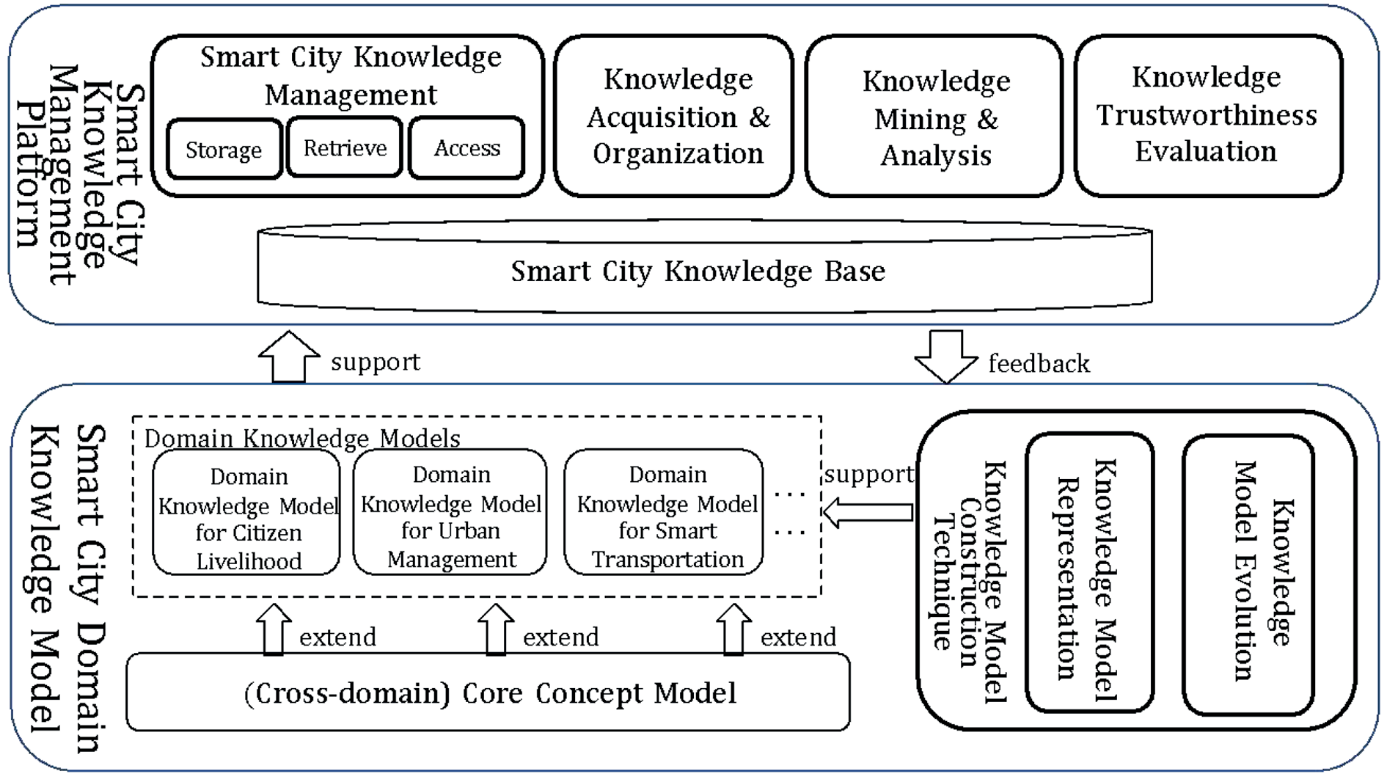 Smart City
Knowledge
Management
Platform
Smart City Knowledge
Management
Storage
Retrieve
Access
Knowledge
Acquisition &
Organization
Knowledge
Mining &
Analysis
Knowledge
Trustworthiness
Evaluation
Smart City Knowledge Base
support
feedback
Smart City Domain
Knowledge Model
Domain Knowledge Models
Domain
Knowledge Model
for Citizen
Livelihood
Domain
Knowledge Model
for Urban
Management
Domain
Knowledge Model
for Smart
Transportation
...
...
support
extend
extend
extend
(Cross-domain) Core Concept Model
Knowledge Model
Construction
Technique
Knowledge Model
Representation
Knowledge
Model Evolution